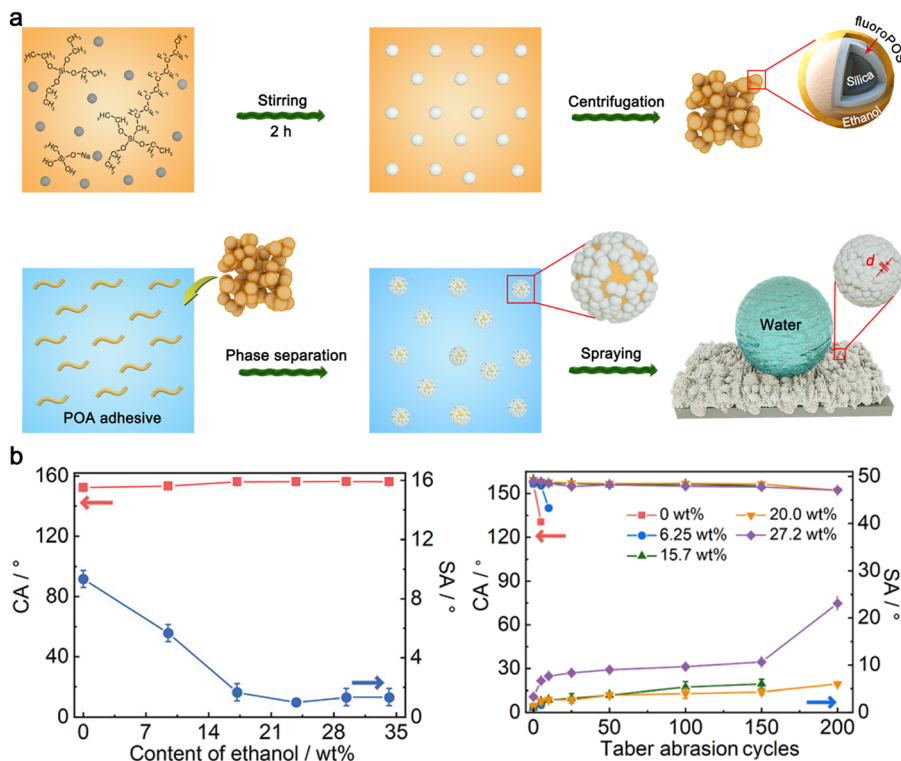 a
Stirring
2 h
Centrifugation
fluoroPOS
Silica
Ethanol
POA adhesive
Phase separation
Spraying
Water
d
b
CA / °
160
120
80
40
0
SA / °
16
12
8
4
0
0 7 14 21 28 35
Content of ethanol / wt%
CA / °
150
120
90
60
30
0
0 wt%
6.25 wt%
15.7 wt%
20.0 wt%
27.2 wt%
SA / °
50
40
30
20
10
0
0 50 100 150 200
Taber abrasion cycles